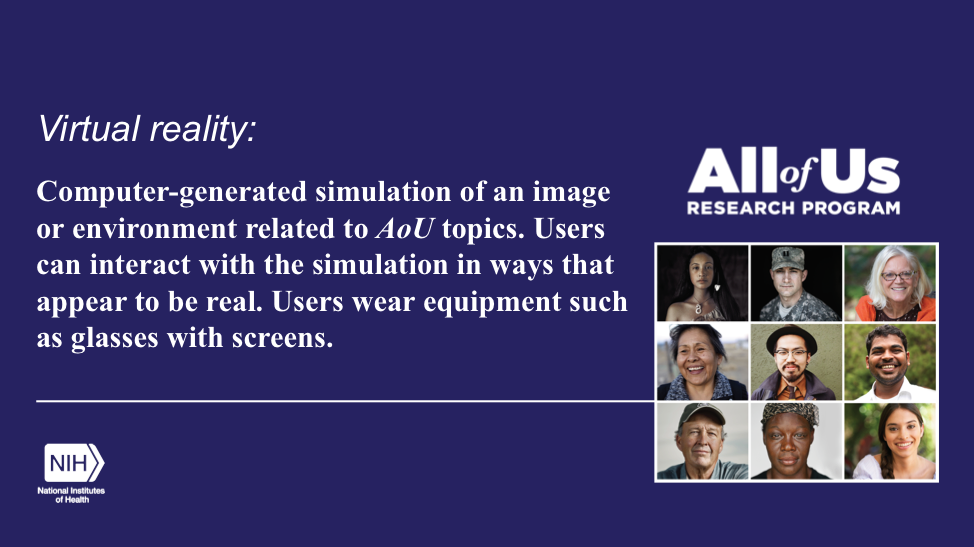 Virtual reality:
Computer-generated simulation of an image
or environment related to AoU topics. Users
can interact with the simulation in ways that
appear to be real. Users wear equipment such
as glasses with screens.
All of Us
RESEARCH PROGRAM
NIH
National Institutes
of Health